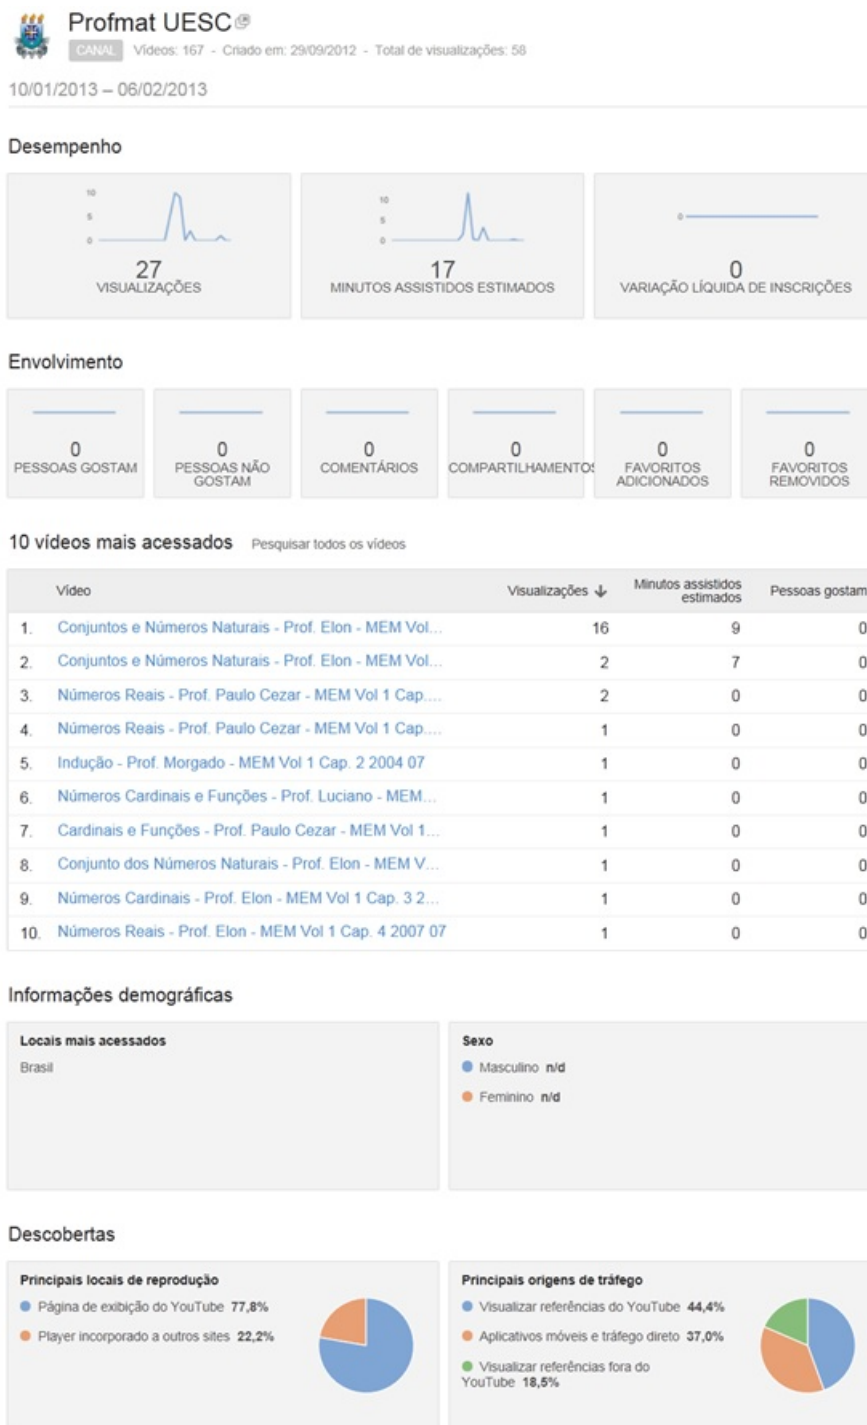 Profmat UESC
CANAL Vídeos: 167 - Criado em: 29/09/2012 - Total de visualizações: 58
10/01/2013 – 06/02/2013
Desempenho
10
5
0
27
VISUALIZAÇÕES
10
5
0
17
MINUTOS ASSISTIDOS ESTIMADOS
0
0
VARIAÇÃO LÍQUIDA DE INSCRIÇÕES
Envolvimento
0
PESSOAS GOSTAM
0
PESSOAS NÃO
GOSTAM
0
COMENTÁRIOS
0
COMPARTILHAMENTOS
0
FAVORITOS
ADICIONADOS
0
FAVORITOS
REMOVIDOS
10 vídeos mais acessados Pesquisar todos os vídeos
Vídeo Visualizações Minutos assistidos estimados Pessoas gostam
1. Conjuntos e Números Naturais - Prof. Elon - MEM Vol... 16 9 0
2. Conjuntos e Números Naturais - Prof. Elon - MEM Vol... 2 7 0
3. Números Reais - Prof. Paulo Cezar - MEM Vol 1 Cap.... 2 0 0
4. Números Reais - Prof. Paulo Cezar - MEM Vol 1 Cap.... 1 0 0
5. Indução - Prof. Morgado - MEM Vol 1 Cap. 2 2004 07 1 0 0
6. Números Cardinais e Funções - Prof. Luciano - MEM... 1 0 0
7. Cardinais e Funções - Prof. Paulo Cezar - MEM Vol 1... 1 0 0
8. Conjunto dos Números Naturais - Prof. Elon - MEM V... 1 0 0
9. Números Cardinais - Prof. Elon - MEM Vol 1 Cap. 3 2... 1 0 0
10. Números Reais - Prof. Elon - MEM Vol 1 Cap. 4 2007 07 1 0 0
Informações demográficas
Locais mais acessados
Brasil
Sexo
Masculino n/d
Feminino n/d
Descobertas
Principais locais de reprodução
Página de exibição do YouTube 77,8%
Player incorporado a outros sites 22,2%
Principais origens de tráfego
Visualizar referências do YouTube 44,4%
Aplicativos móveis e tráfego direto 37,0%
Visualizar referências fora do
YouTube 18,5%